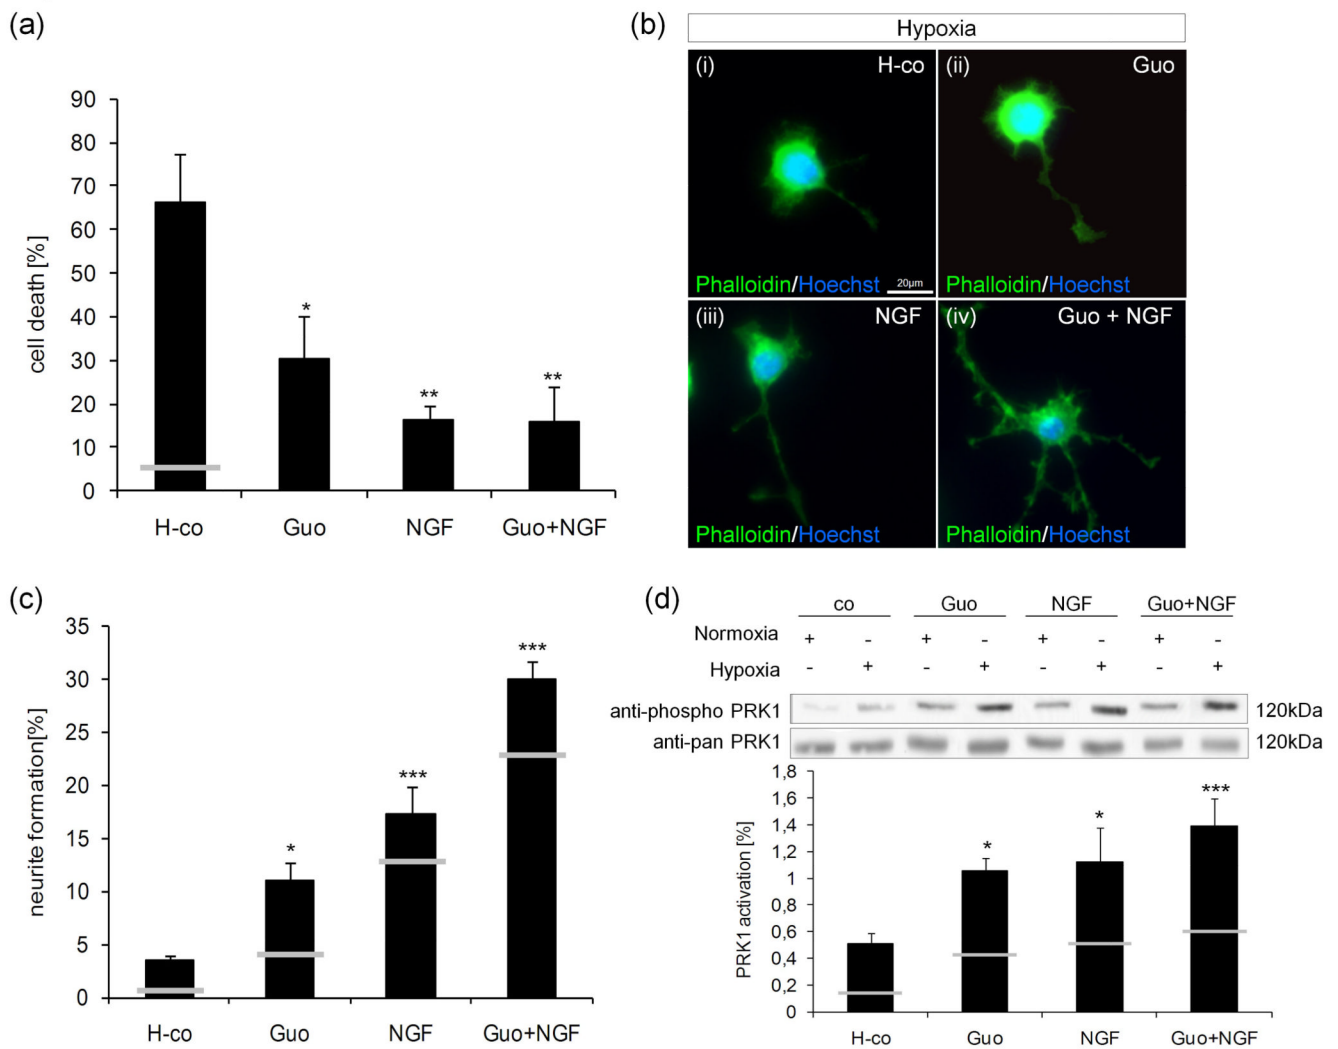 (a)
90
80
70
60
50
40
30
20
10
0
cell death [%]
*
**
**
H-co Guo NGF Guo+NGF
(b)
Hypoxia
(i) H-co
Phalloidin/Hoechst 20µm
(ii) Guo
(iii) NGF
Phalloidin/Hoechst
(iv) Guo + NGF
Phalloidin/Hoechst
(c)
35
30
25
20
15
10
5
0
neurite formation[%]
*
***
***
H-co Guo NGF Guo+NGF
(d)
co Guo NGF Guo+NGF
Normoxia + - + - + - + -
Hypoxia - + - + - + - +
anti-phospho PRK1 120kDa
anti-pan PRK1 120kDa
1,8
1,6
1,4
1,2
1
0,8
0,6
0,4
0,2
0
PRK1 activation [%]
*
*
***
H-co Guo NGF Guo+NGF